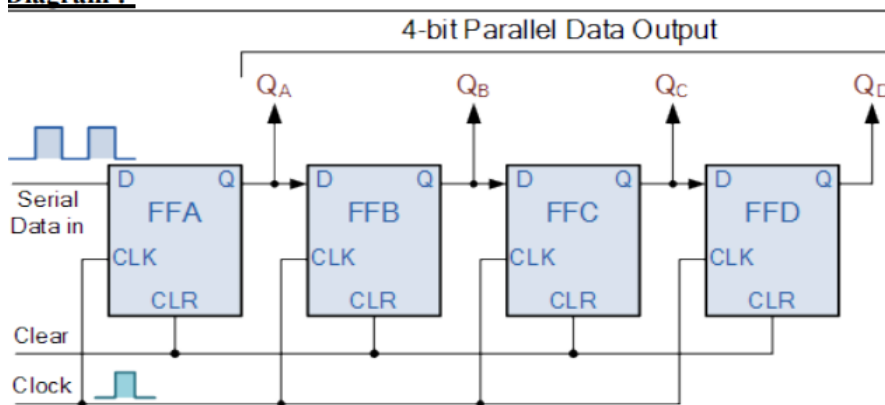 Diagram :
4-bit Parallel Data Output
QA QB QC QD
D Q D Q D Q D Q
Serial
Data in
FFA FFB FFC FFD
CLK CLK CLK CLK
CLR CLR CLR CLR
Clear
Clock